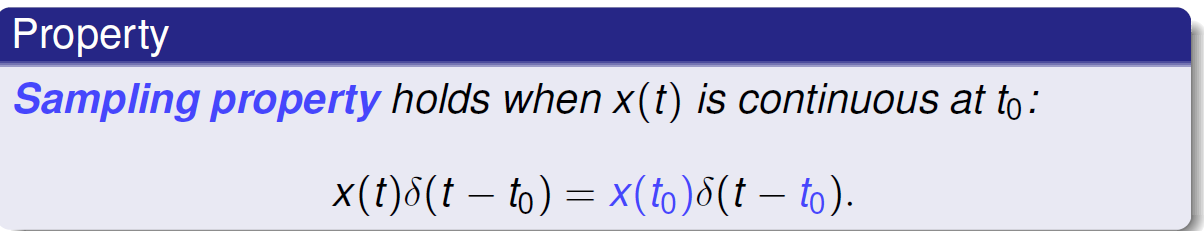 Property
Sampling property holds when x(t) is continuous at t₀:
x(t)δ(t − t₀) = x(t₀)δ(t − t₀).